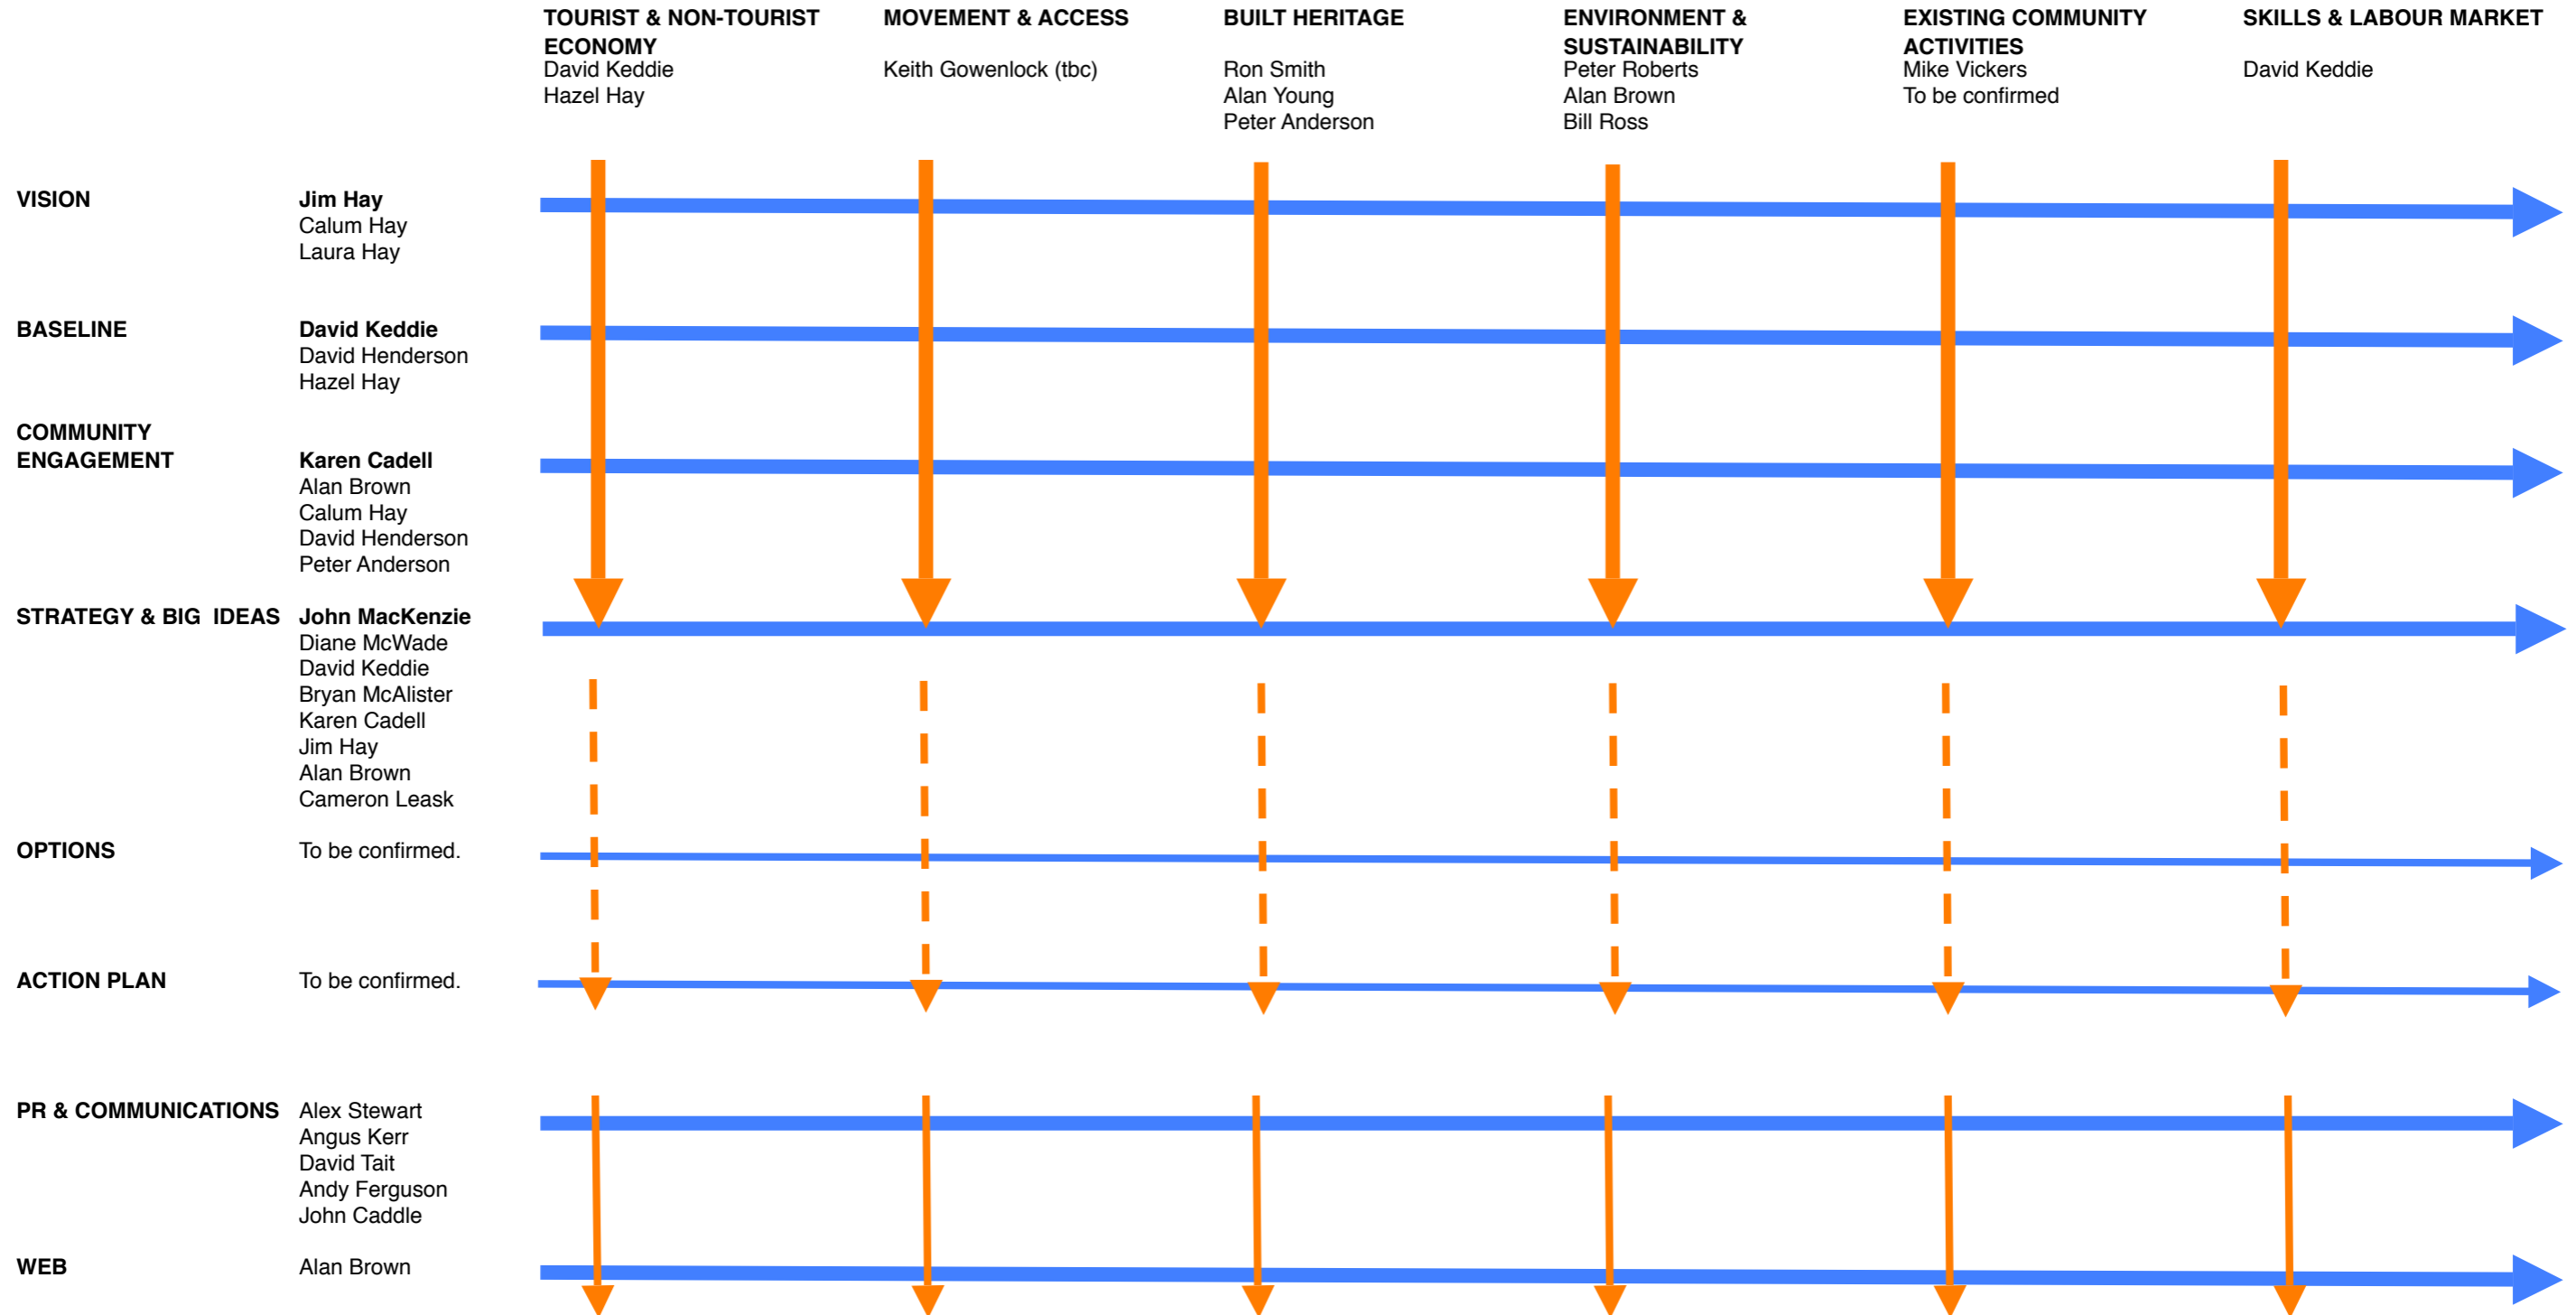 TOURIST & NON-TOURIST
ECONOMY
David Keddie
Hazel Hay
MOVEMENT & ACCESS
Keith Gowenlock (tbc)
BUILT HERITAGE
Ron Smith
Alan Young
Peter Anderson
ENVIRONMENT &
SUSTAINABILITY
Peter Roberts
Alan Brown
Bill Ross
EXISTING COMMUNITY
ACTIVITIES
Mike Vickers
To be confirmed
SKILLS & LABOUR MARKET
David Keddie
VISION
Jim Hay
Calum Hay
Laura Hay
BASELINE
David Keddie
David Henderson
Hazel Hay
COMMUNITY
ENGAGEMENT
Karen Cadell
Alan Brown
Calum Hay
David Henderson
Peter Anderson
STRATEGY & BIG IDEAS
John MacKenzie
Diane McWade
David Keddie
Bryan McAlister
Karen Cadell
Jim Hay
Alan Brown
Cameron Leask
OPTIONS
To be confirmed.
ACTION PLAN
To be confirmed.
PR & COMMUNICATIONS
Alex Stewart
Angus Kerr
David Tait
Andy Ferguson
John Caddle
WEB
Alan Brown